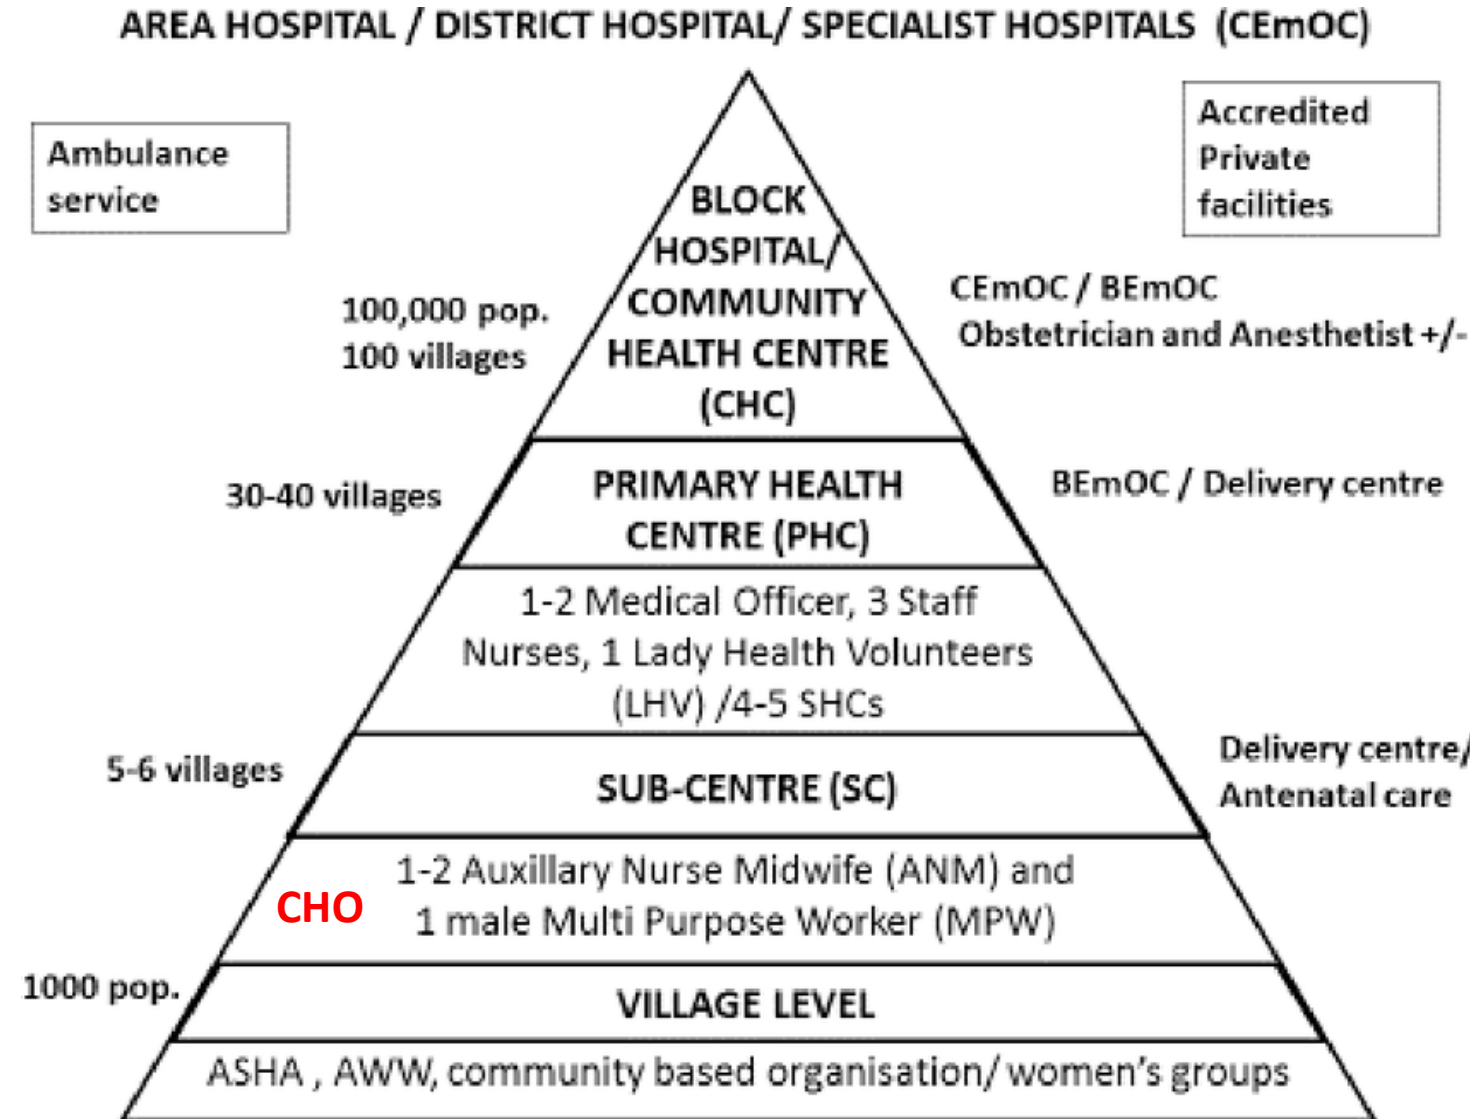 AREA HOSPITAL / DISTRICT HOSPITAL/ SPECIALIST HOSPITALS (CEmOC)
Ambulance
service
Accredited
Private
facilities
BLOCK
HOSPITAL/
COMMUNITY
HEALTH CENTRE
(CHC)
100,000 pop.
100 villages
CEmOC / BEmOC
Obstetrician and Anesthetist +/-
30-40 villages
PRIMARY HEALTH
CENTRE (PHC)
BEmOC / Delivery centre
1-2 Medical Officer, 3 Staff
Nurses, 1 Lady Health Volunteers
(LHV) /4-5 SHCs
5-6 villages
SUB-CENTRE (SC)
Delivery centre/
Antenatal care
CHO
1-2 Auxillary Nurse Midwife (ANM) and
1 male Multi Purpose Worker (MPW)
1000 pop.
VILLAGE LEVEL
ASHA , AWW, community based organisation/ women's groups